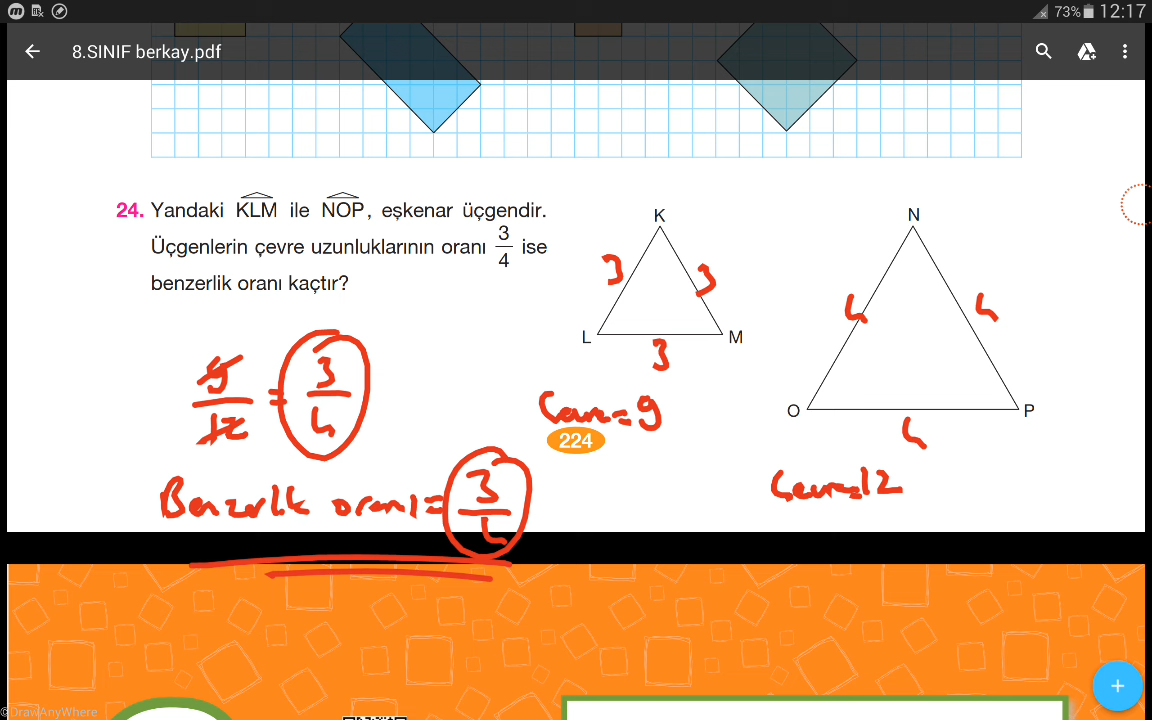 73% 12:17
8.SINIF berkay.pdf
24. Yandaki KLM ile NOP, eşkenar üçgendir.
Üçgenlerin çevre uzunluklarının oranı 3/4 ise
benzerlik oranı kaçtır?
K
L
M
3
3
3
N
O
P
4
4
4
9/12 = 3/4
Çevre=9
224
Çevre=12
Benzerlik oranı= 3/4
©DrawAnyWhere